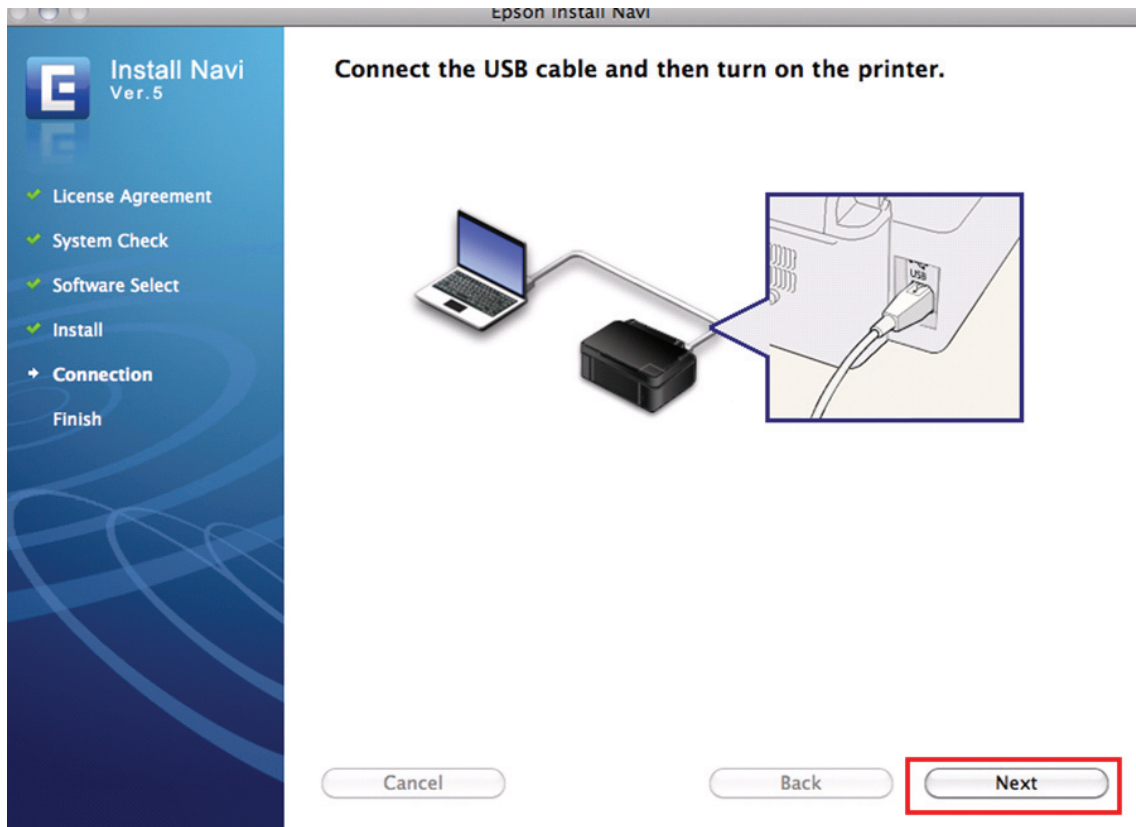 Epson Install Navi
Install Navi
Ver.5
License Agreement
System Check
Software Select
Install
Connection
Finish
Connect the USB cable and then turn on the printer.
USB
Cancel
Back
Next